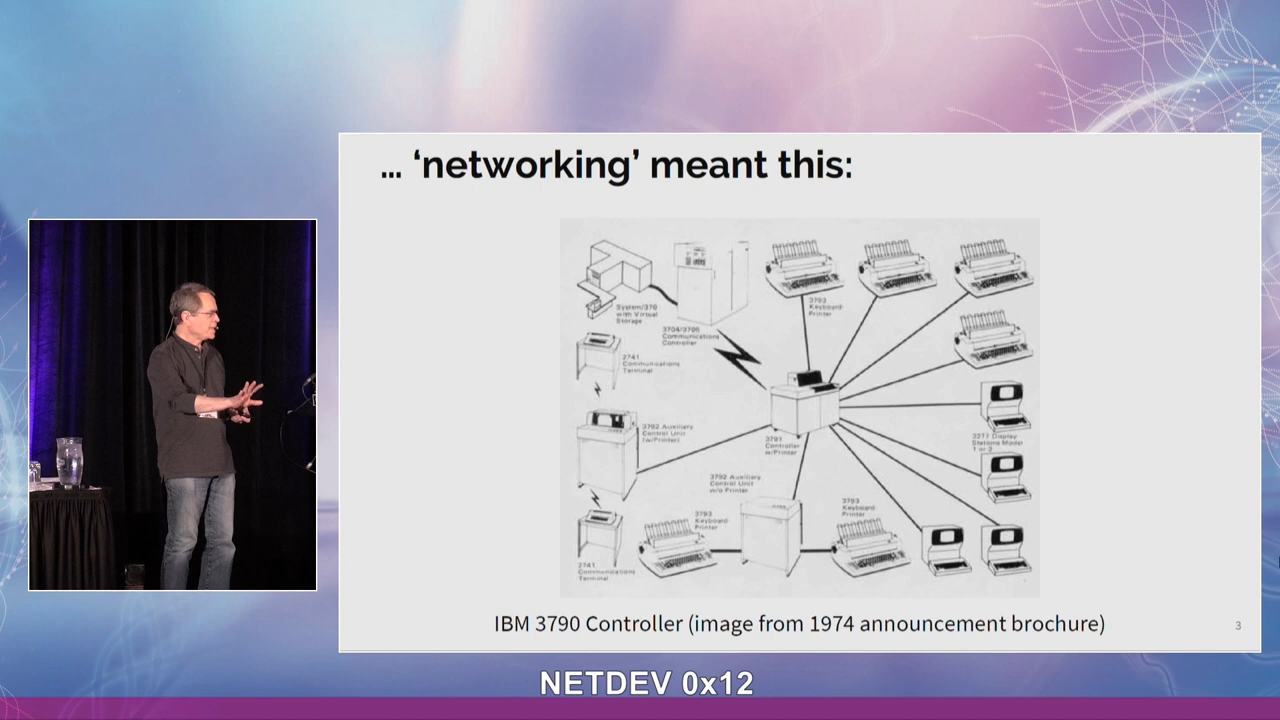 … ‘networking’ meant this:
System/370
with Virtual
Storage
3704/3705
Communications
Controller
3793
Keyboard-
Printer
2741
Communications
Terminal
3792 Auxiliary
Control Unit
(w/Printer)
3791
Controller
w/Printer
3277 Display
Stations Model
1 or 2
3792 Auxiliary
Control Unit
w/o Printer
3793
Keyboard-
Printer
3793
Keyboard-
Printer
2741
Communications
Terminal
IBM 3790 Controller (image from 1974 announcement brochure)
3
NETDEV 0x12